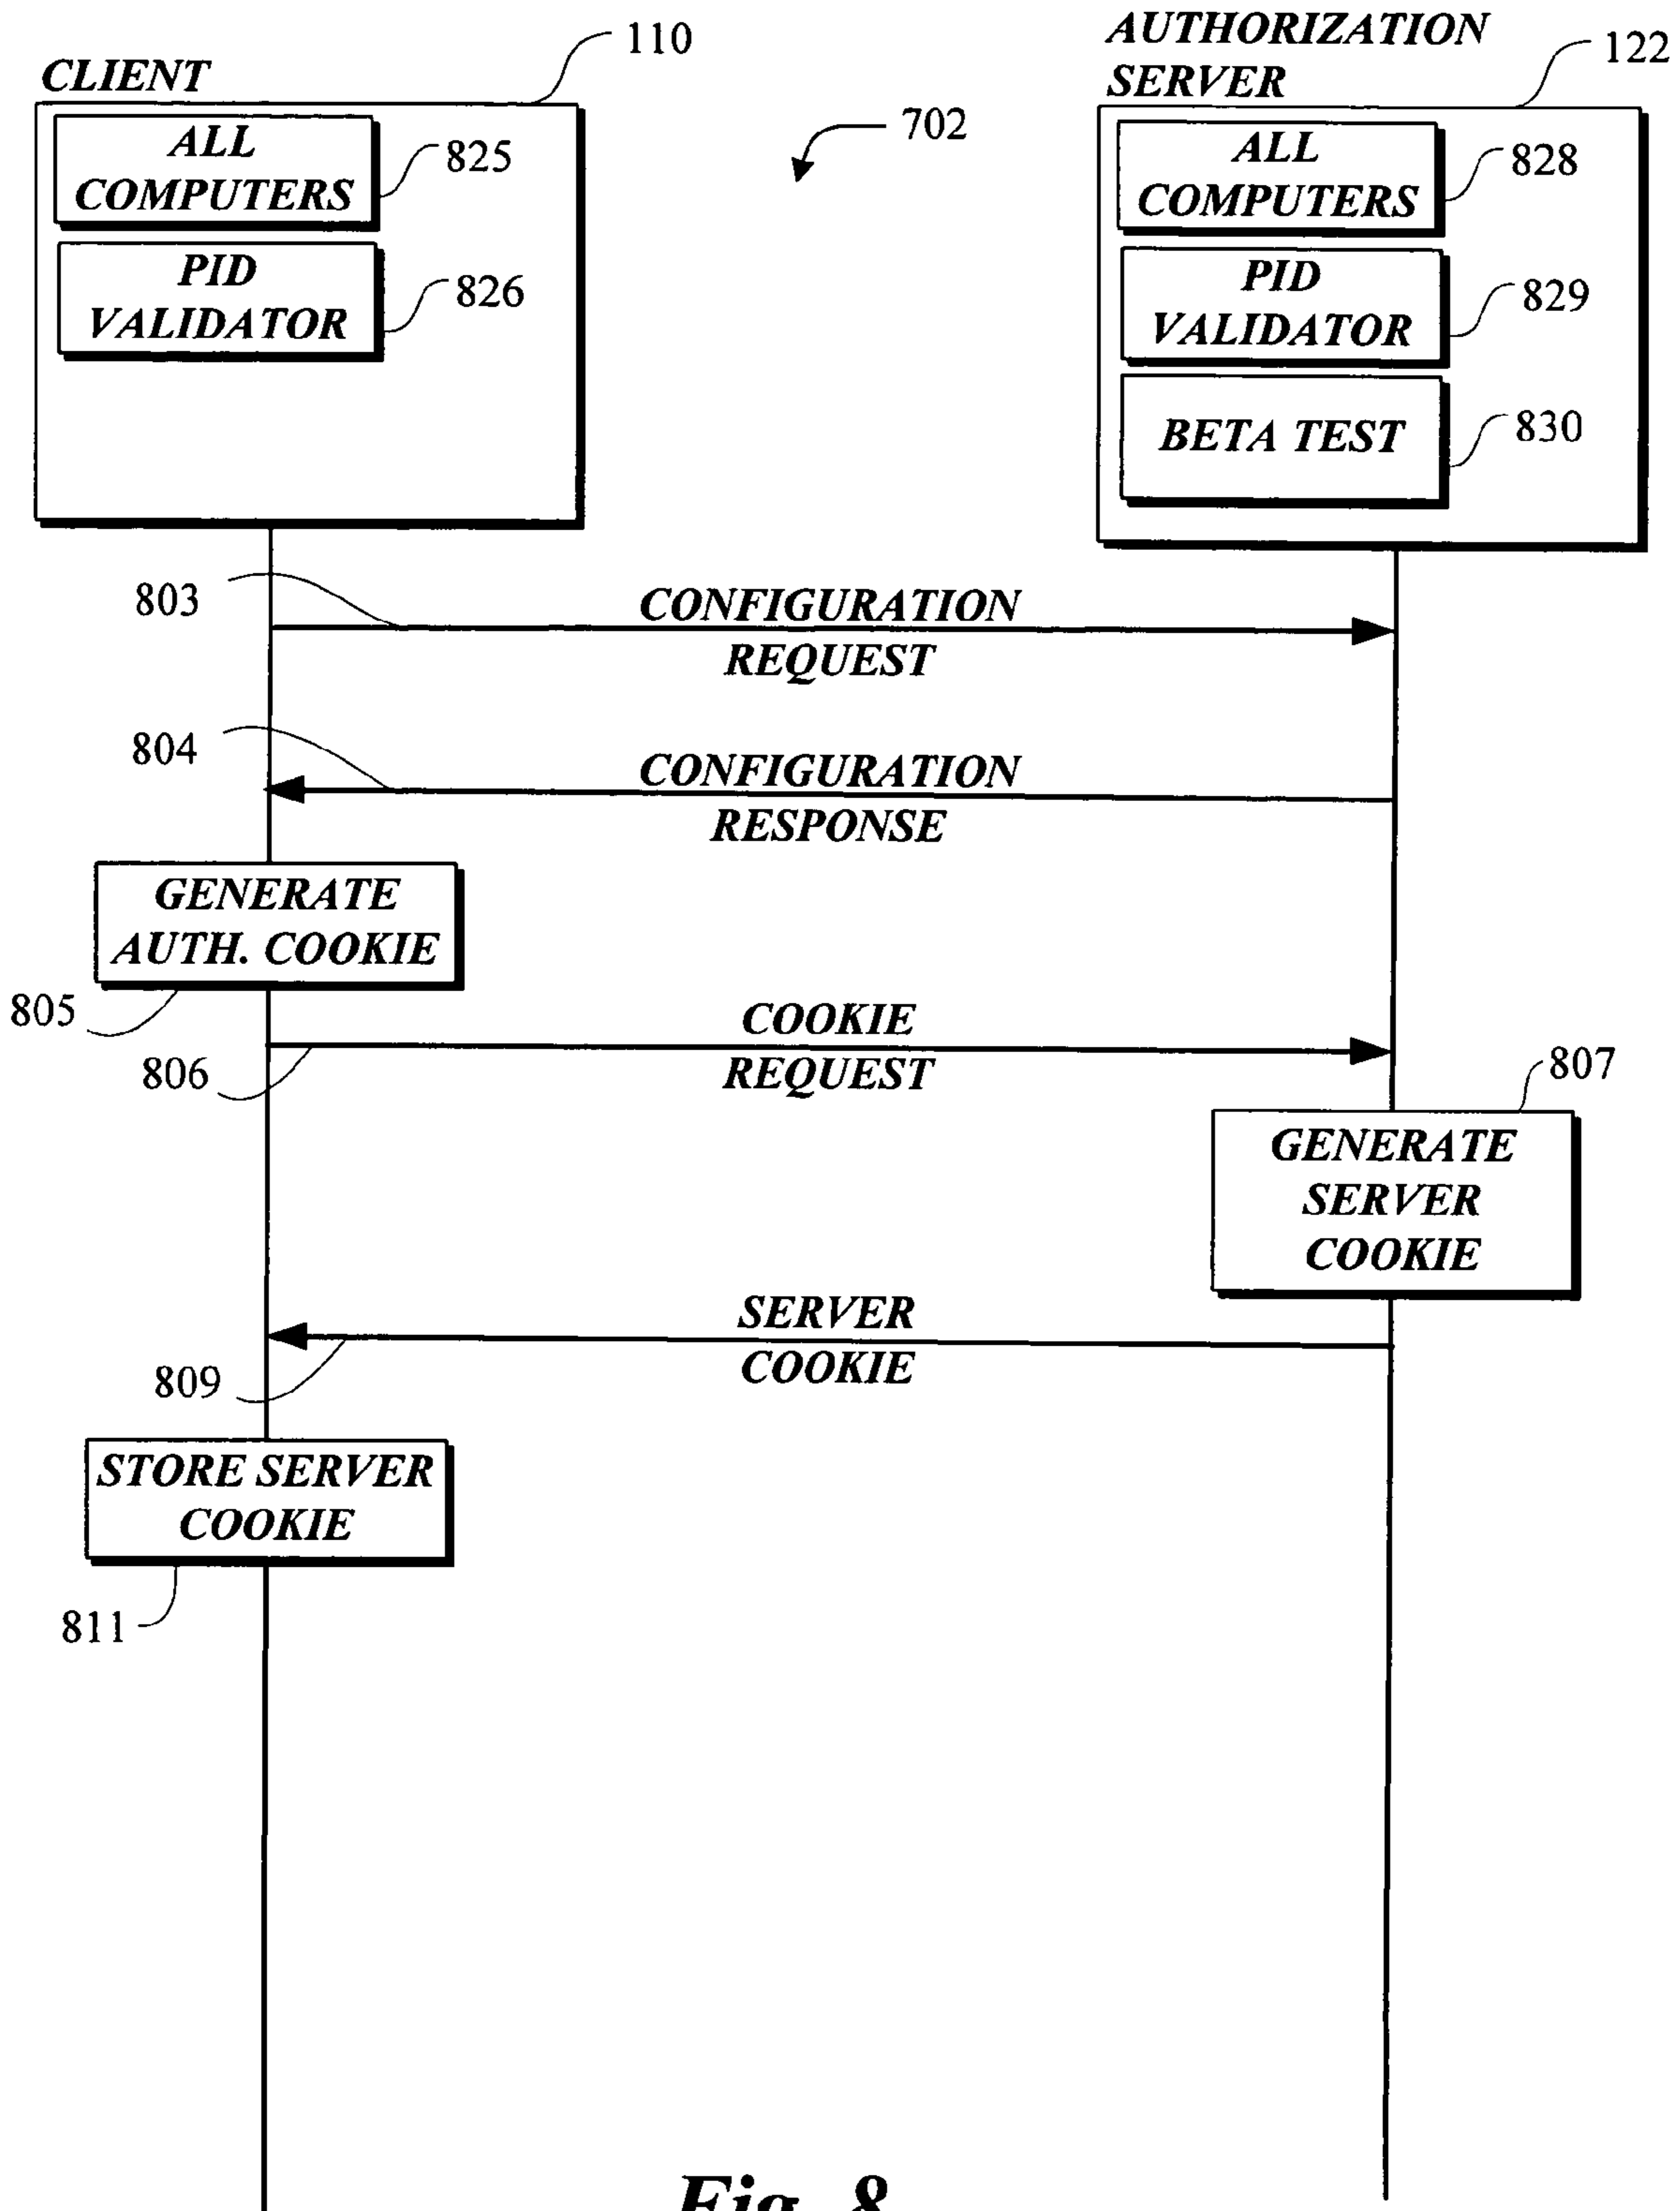 AUTHORIZATION
SERVER
122
CLIENT
110
702
ALL
COMPUTERS
825
PID
VALIDATOR
826
ALL
COMPUTERS
828
PID
VALIDATOR
829
BETA TEST
830
803
CONFIGURATION
REQUEST
804
CONFIGURATION
RESPONSE
GENERATE
AUTH. COOKIE
805
COOKIE
REQUEST
806
807
GENERATE
SERVER
COOKIE
SERVER
COOKIE
809
STORE SERVER
COOKIE
811
Fig. 8